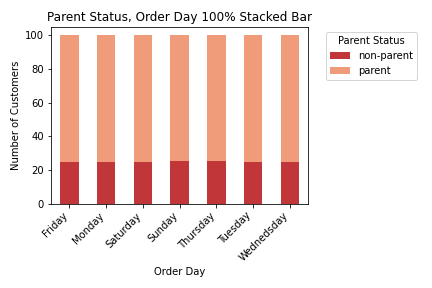 Parent Status, Order Day 100% Stacked Bar
Number of Customers
100
80
60
40
20
0
Friday
Monday
Saturday
Sunday
Thursday
Tuesday
Wednedsday
Order Day
Parent Status
non-parent
parent